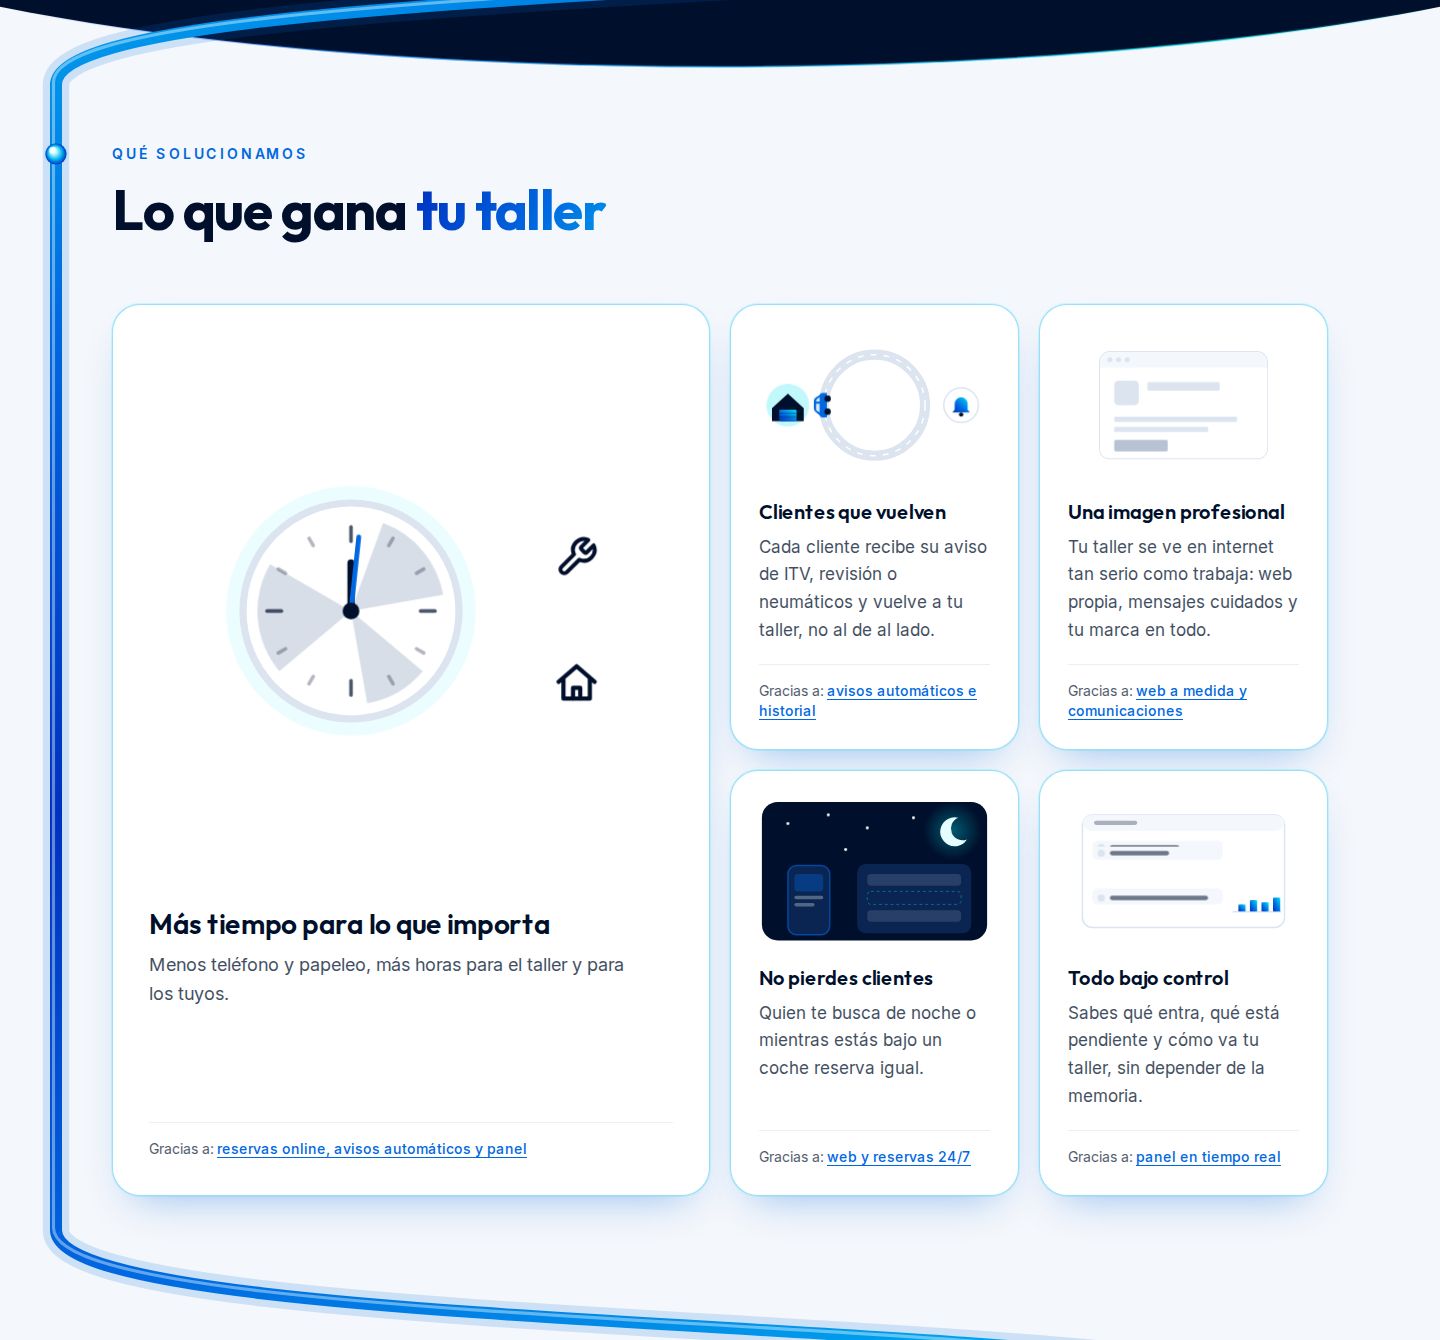 QUÉ SOLUCIONAMOS
Lo que gana tu taller
Más tiempo para lo que importa
Menos teléfono y papeleo, más horas para el taller y para
los tuyos.
Gracias a: reservas online, avisos automáticos y panel
Clientes que vuelven
Cada cliente recibe su aviso
de ITV, revisión o
neumáticos y vuelve a tu
taller, no al de al lado.
Gracias a: avisos automáticos e
historial
Una imagen profesional
Tu taller se ve en internet
tan serio como trabaja: web
propia, mensajes cuidados y
tu marca en todo.
Gracias a: web a medida y
comunicaciones
No pierdes clientes
Quien te busca de noche o
mientras estás bajo un
coche reserva igual.
Gracias a: web y reservas 24/7
Todo bajo control
Sabes qué entra, qué está
pendiente y cómo va tu
taller, sin depender de la
memoria.
Gracias a: panel en tiempo real